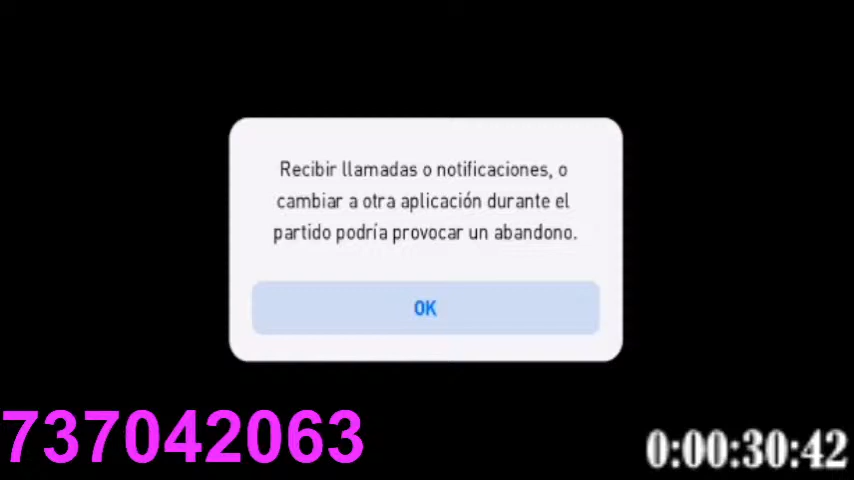 Recibir llamadas o notificaciones, o
cambiar a otra aplicación durante el
partido podría provocar un abandono.
OK
737042063
0:00:30:42